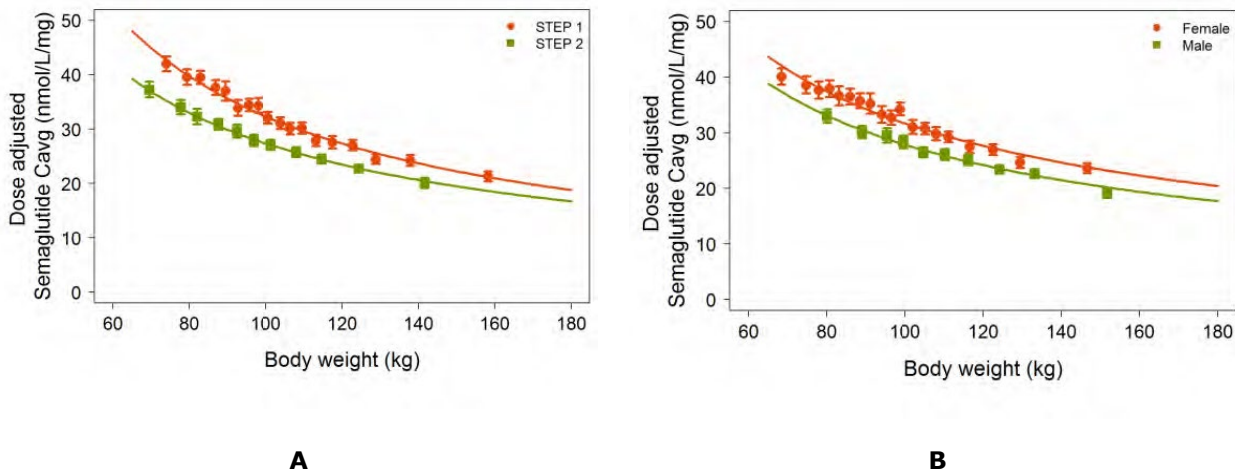 STEP 1
STEP 2
50
40
30
20
10
0
Dose adjusted
Semaglutide Cavg (nmol/L/mg)
60 80 100 120 140 160 180
Body weight (kg)
A
Female
Male
50
40
30
20
10
0
Dose adjusted
Semaglutide Cavg (nmol/L/mg)
60 80 100 120 140 160 180
Body weight (kg)
B